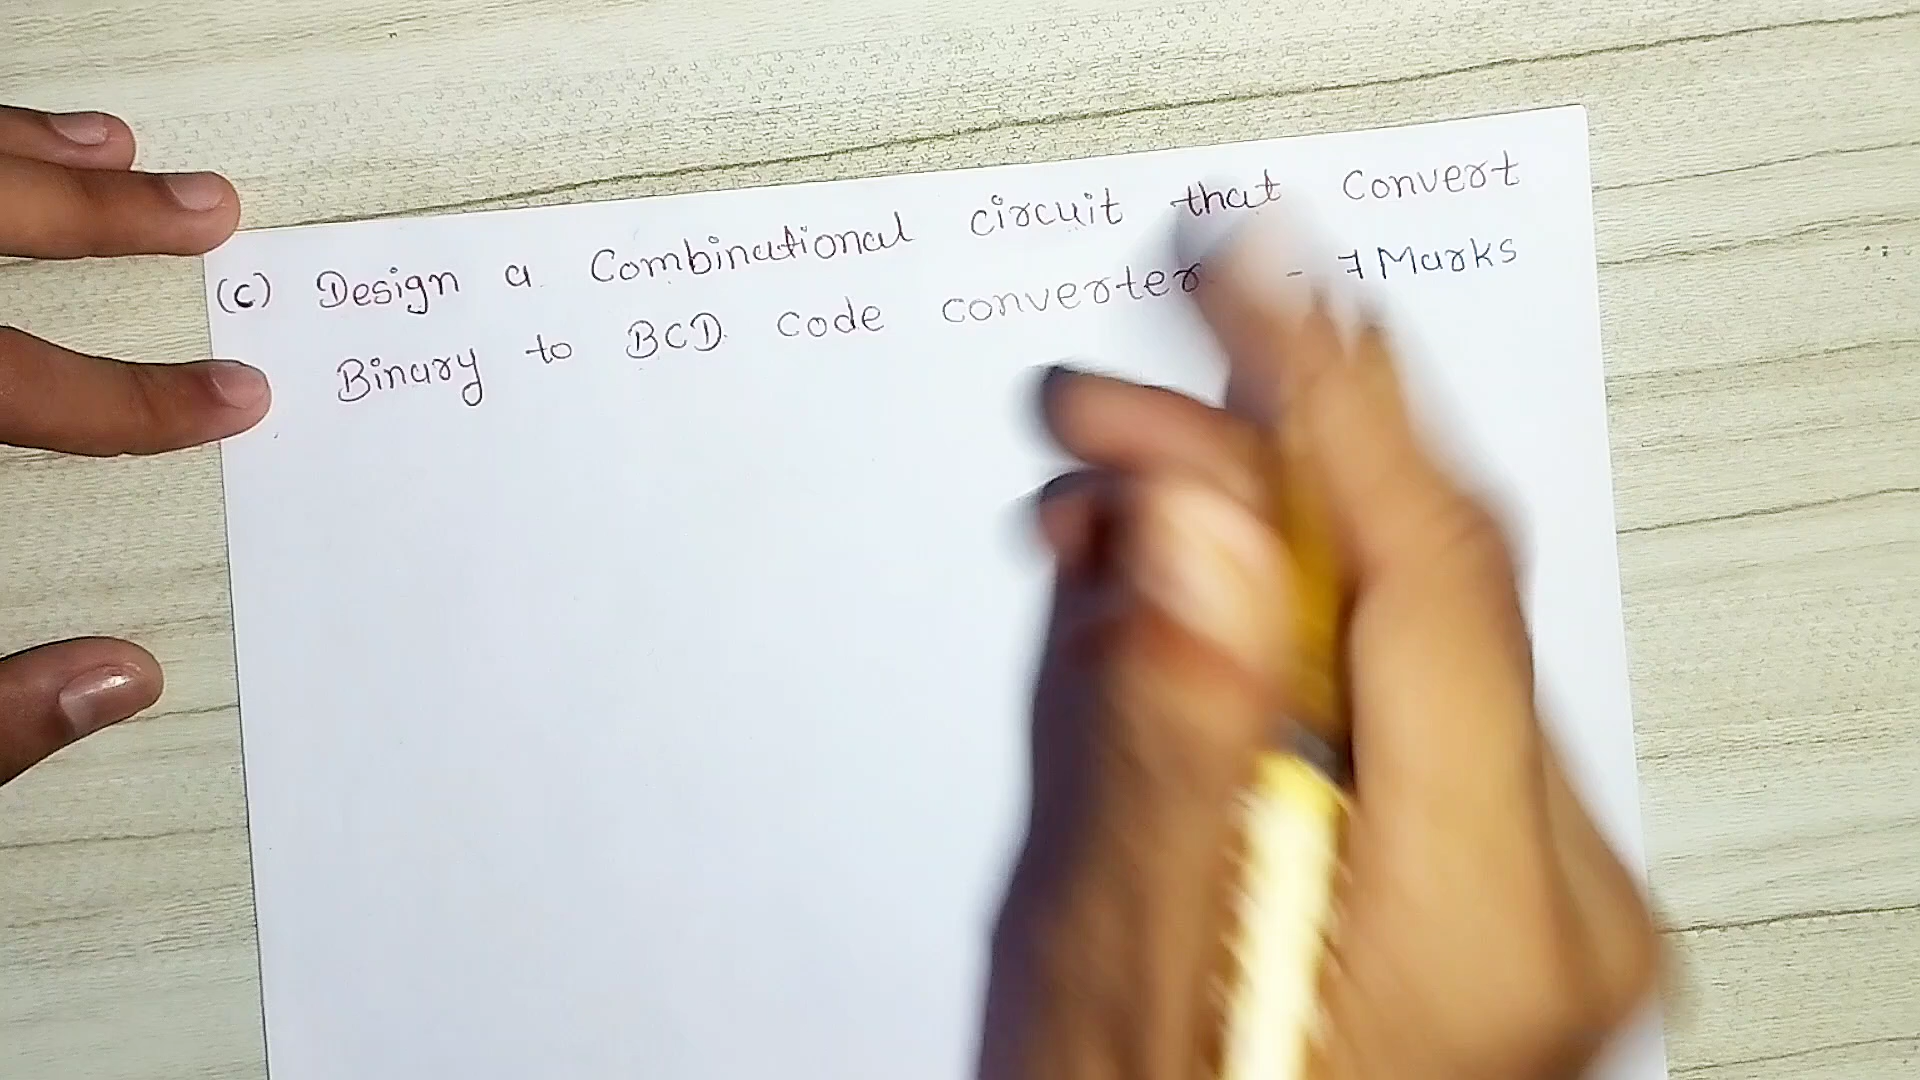 (c) Design a Combinational circuit that convert
Binary to BCD code converter - 7 Marks